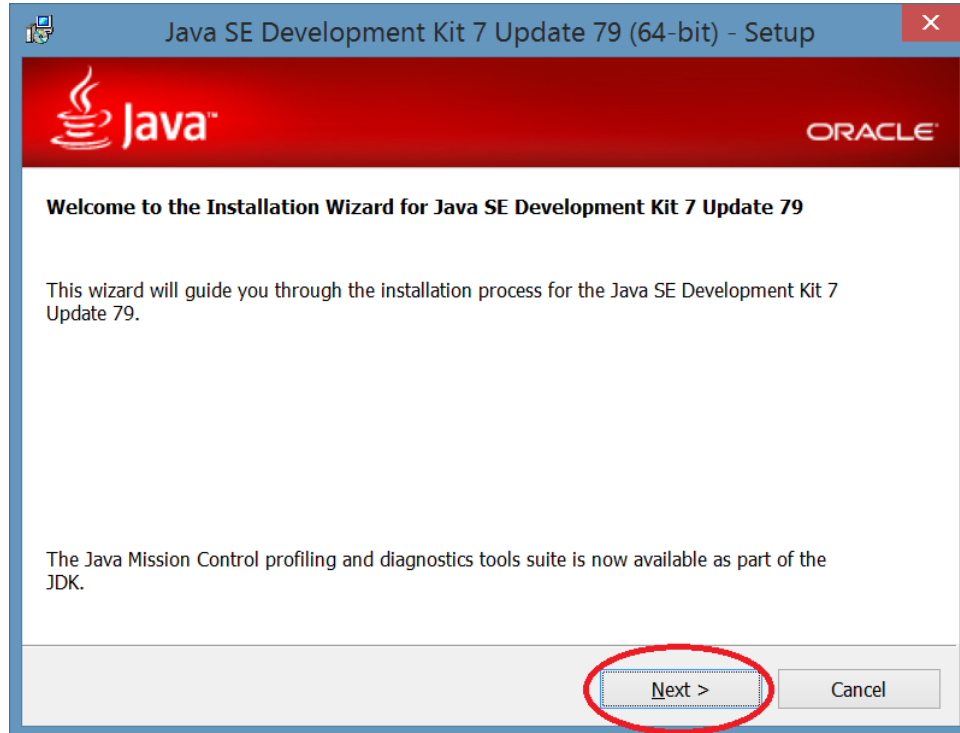 Java SE Development Kit 7 Update 79 (64-bit) - Setup
Java™
ORACLE®
Welcome to the Installation Wizard for Java SE Development Kit 7 Update 79
This wizard will guide you through the installation process for the Java SE Development Kit 7
Update 79.
The Java Mission Control profiling and diagnostics tools suite is now available as part of the
JDK.
Next >
Cancel